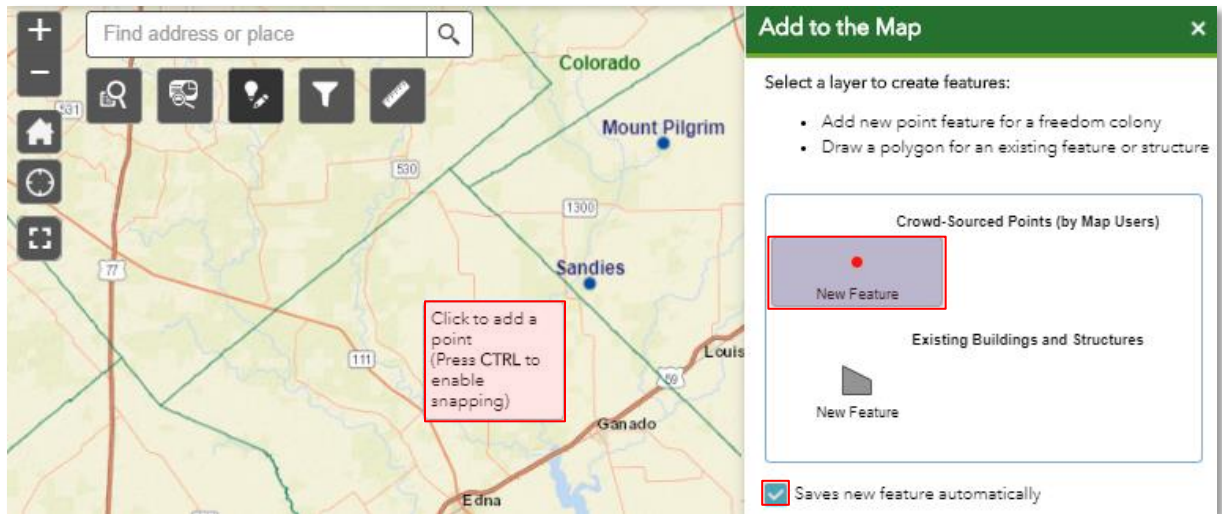 Find address or place
Colorado
Mount Pilgrim
530
1300
77
Sandies
Click to add a
point
(Press CTRL to
enable
snapping)
111
Louis
59
Ganado
Edna
Add to the Map
Select a layer to create features:
• Add new point feature for a freedom colony
• Draw a polygon for an existing feature or structure
Crowd-Sourced Points (by Map Users)
New Feature
Existing Buildings and Structures
New Feature
Saves new feature automatically